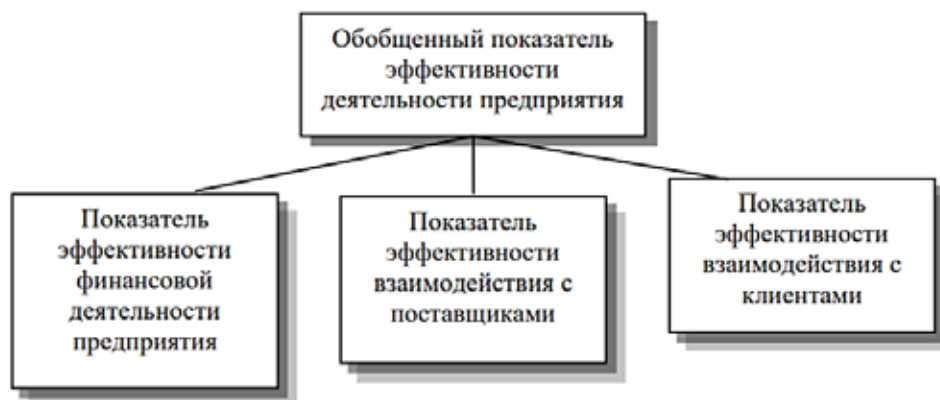 Обобщенный показатель
эффективности
деятельности предприятия
Показатель
эффективности
финансовой
деятельности
предприятия
Показатель
эффективности
взаимодействия с
поставщиками
Показатель
эффективности
взаимодействия с
клиентами